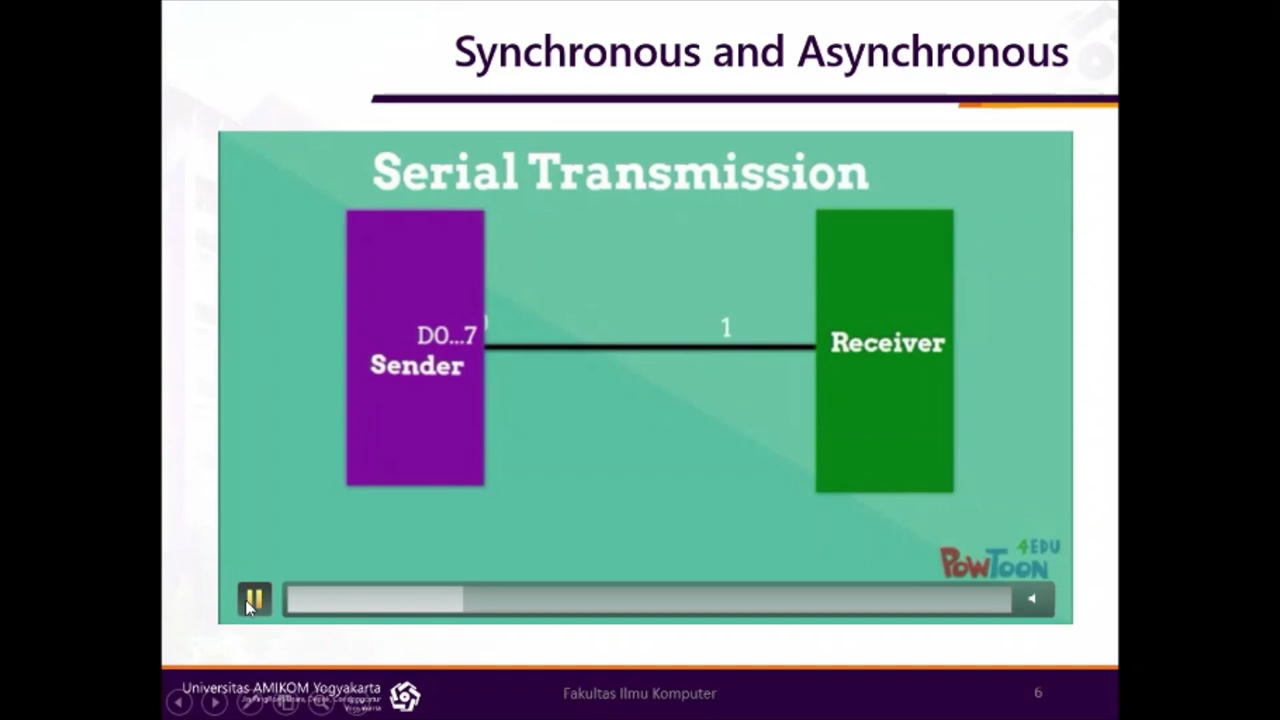 Synchronous and Asynchronous
Serial Transmission
1
D0...7
Sender
Receiver
4EDU
PowToon
Universitas AMIKOM Yogyakarta
Yogyakarta
Fakultas Ilmu Komputer
6